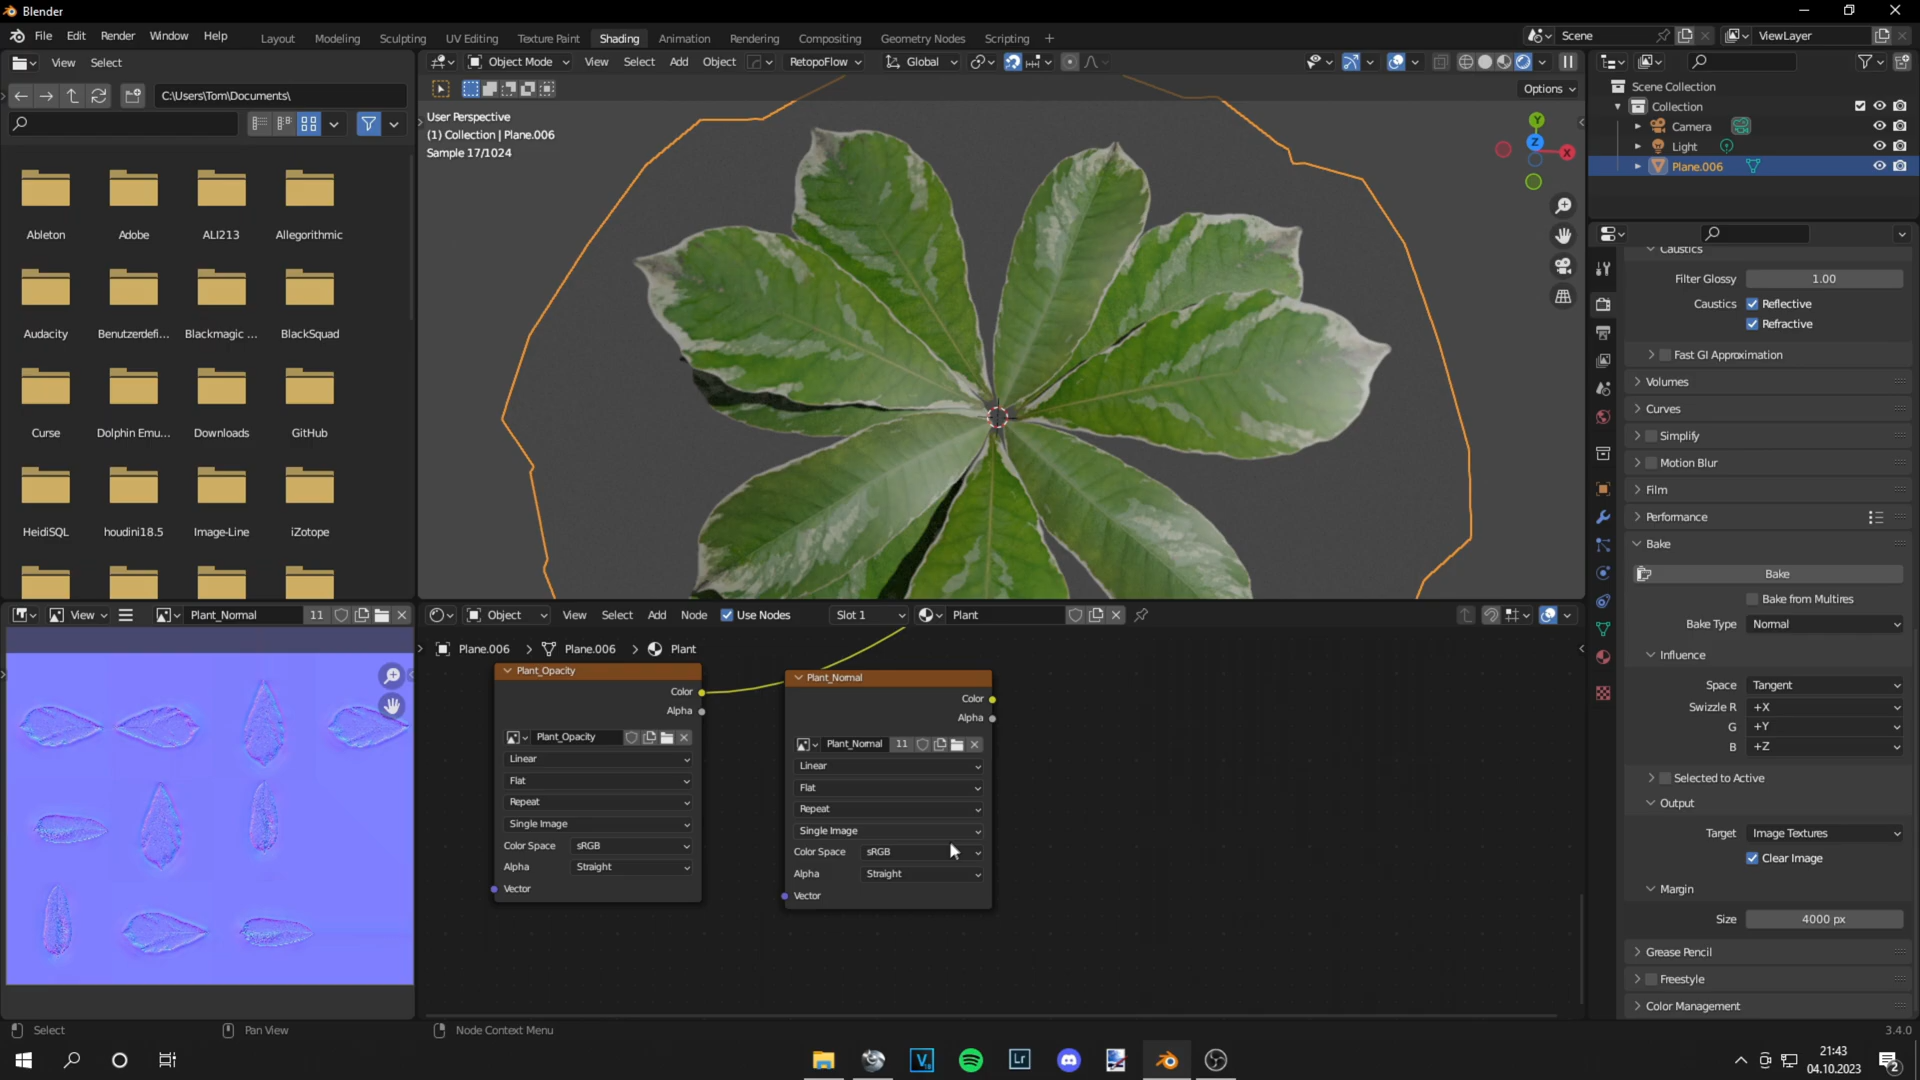 Blender
File Edit Render Window Help
Layout Modeling Sculpting UV Editing Texture Paint Shading Animation Rendering Compositing Geometry Nodes Scripting +
Scene
ViewLayer
View Select
C:\Users\Tom\Documents\
Ableton Adobe ALI213 Allegorithmic
Audacity Benutzerdefi... Blackmagic ... BlackSquad
Curse Dolphin Emu... Downloads GitHub
HeidiSQL houdini18.5 Image-Line iZotope
Object Mode View Select Add Object RetopoFlow Global
Options
User Perspective
(1) Collection | Plane.006
Sample 17/1024
Y
Z
X
Scene Collection
Collection
Camera
Light
Plane.006
Caustics
Filter Glossy 1.00
Caustics Reflective
Refractive
Fast GI Approximation
Volumes
Curves
Simplify
Motion Blur
Film
Performance
Bake
Bake
Bake from Multires
Bake Type Normal
Influence
Space Tangent
Swizzle R +X
G +Y
B +Z
Selected to Active
Output
Target Image Textures
Clear Image
Margin
Size 4000 px
Grease Pencil
Freestyle
Color Management
View Plant_Normal 11
Object View Select Add Node Use Nodes Slot 1 Plant
Plane.006 Plane.006 Plant
Plant_Opacity
Color
Alpha
Plant_Opacity
Linear
Flat
Repeat
Single Image
Color Space sRGB
Alpha Straight
Vector
Plant_Normal
Color
Alpha
Plant_Normal 11
Linear
Flat
Repeat
Single Image
Color Space sRGB
Alpha Straight
Vector
Select Pan View Node Context Menu
3.4.0
Lr
21:43
04.10.2023
2